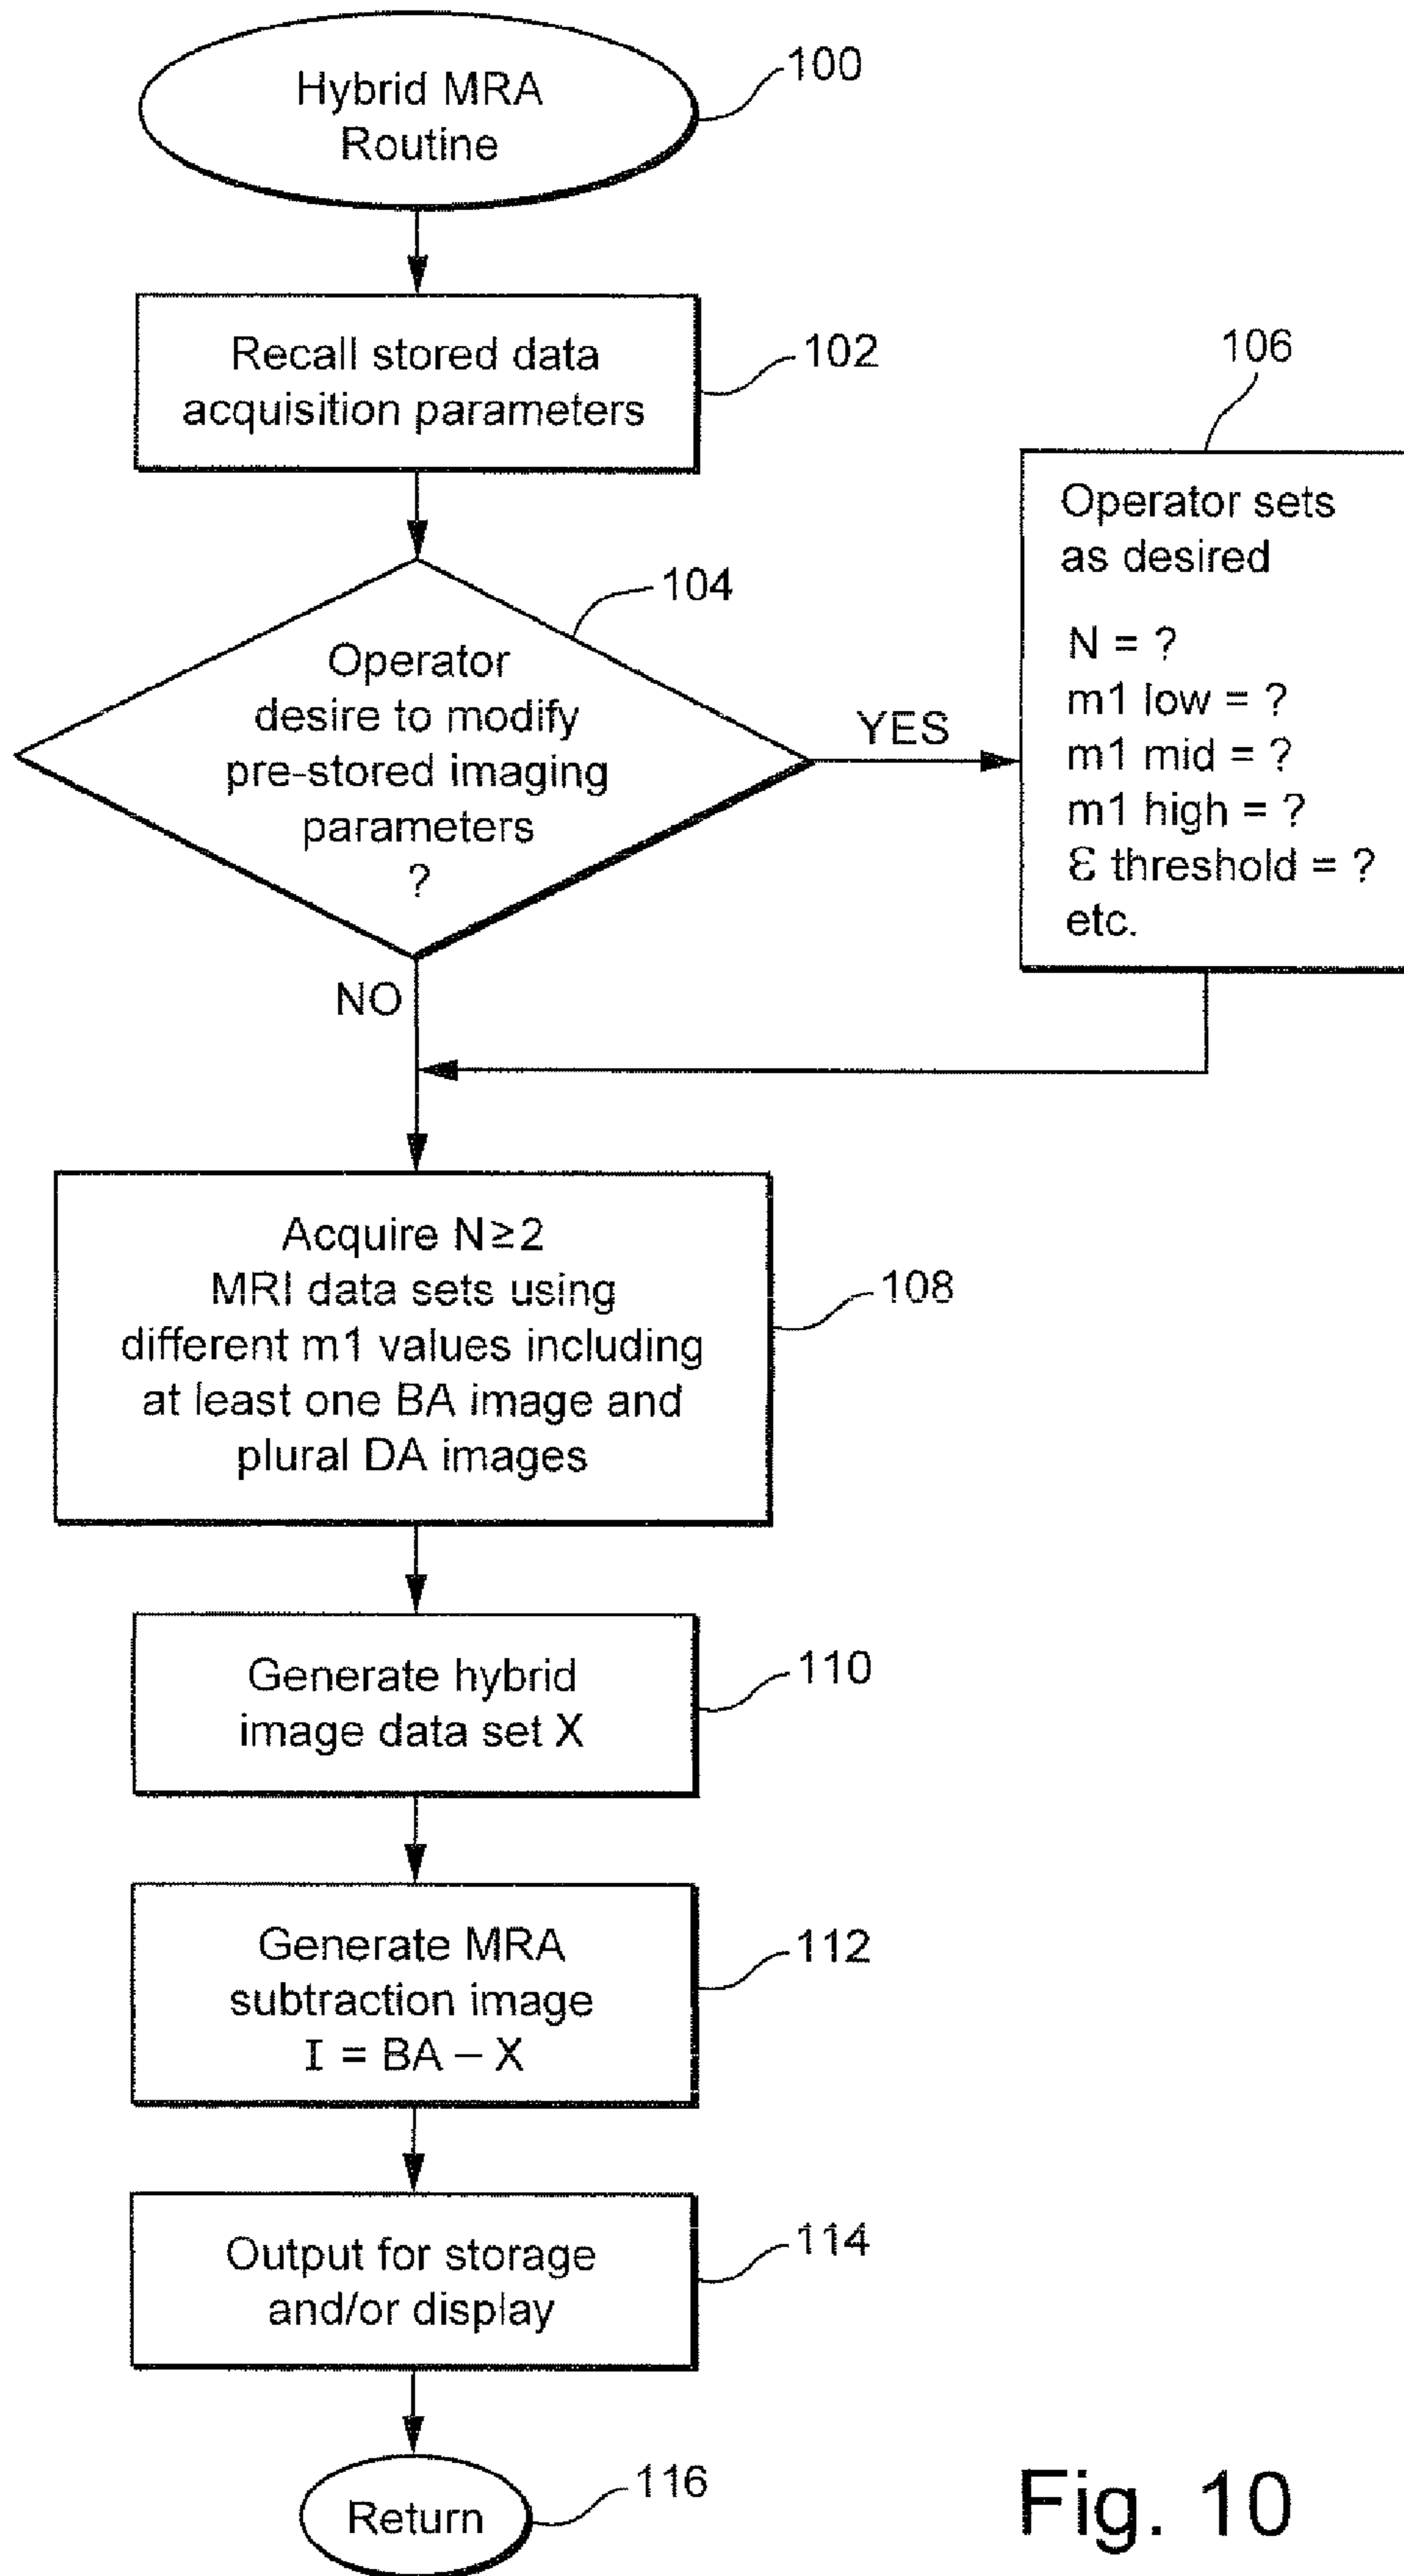 Hybrid MRA
Routine
100
Recall stored data
acquisition parameters
102
Operator
desire to modify
pre-stored imaging
parameters
?
104
YES
NO
106
Operator sets
as desired
N = ?
m1 low = ?
m1 mid = ?
m1 high = ?
ε threshold = ?
etc.
Acquire N≥2
MRI data sets using
different m1 values including
at least one BA image and
plural DA images
108
Generate hybrid
image data set X
110
Generate MRA
subtraction image
I = BA – X
112
Output for storage
and/or display
114
Return
116
Fig. 10